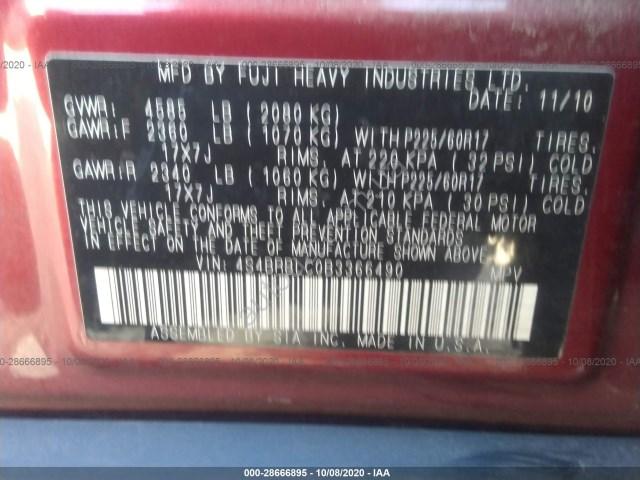 MFD BY FUJI HEAVY INDUSTRIES LTD.
DATE: 11/10
GVWR: 4585 LB (2080 KG)
GAWR:F 2360 LB (1070 KG) WITH P225/60R17 TIRES,
17X7J RIMS, AT 220 KPA (32 PSI) COLD
GAWR:R 2340 LB (1060 KG) WITH P225/60R17 TIRES,
17X7J RIMS, AT 210 KPA (30 PSI) COLD
THIS VEHICLE CONFORMS TO ALL APPLICABLE FEDERAL MOTOR
VEHICLE SAFETY AND THEFT PREVENTION STANDARDS
IN EFFECT ON THE DATE OF MANUFACTURE SHOWN ABOVE.
VIN: 4S4BRBLC0B3366490 MPV
ASSEMBLED BY SIA INC. MADE IN U.S.A.
000-28666895 10/08/2020 - IAA